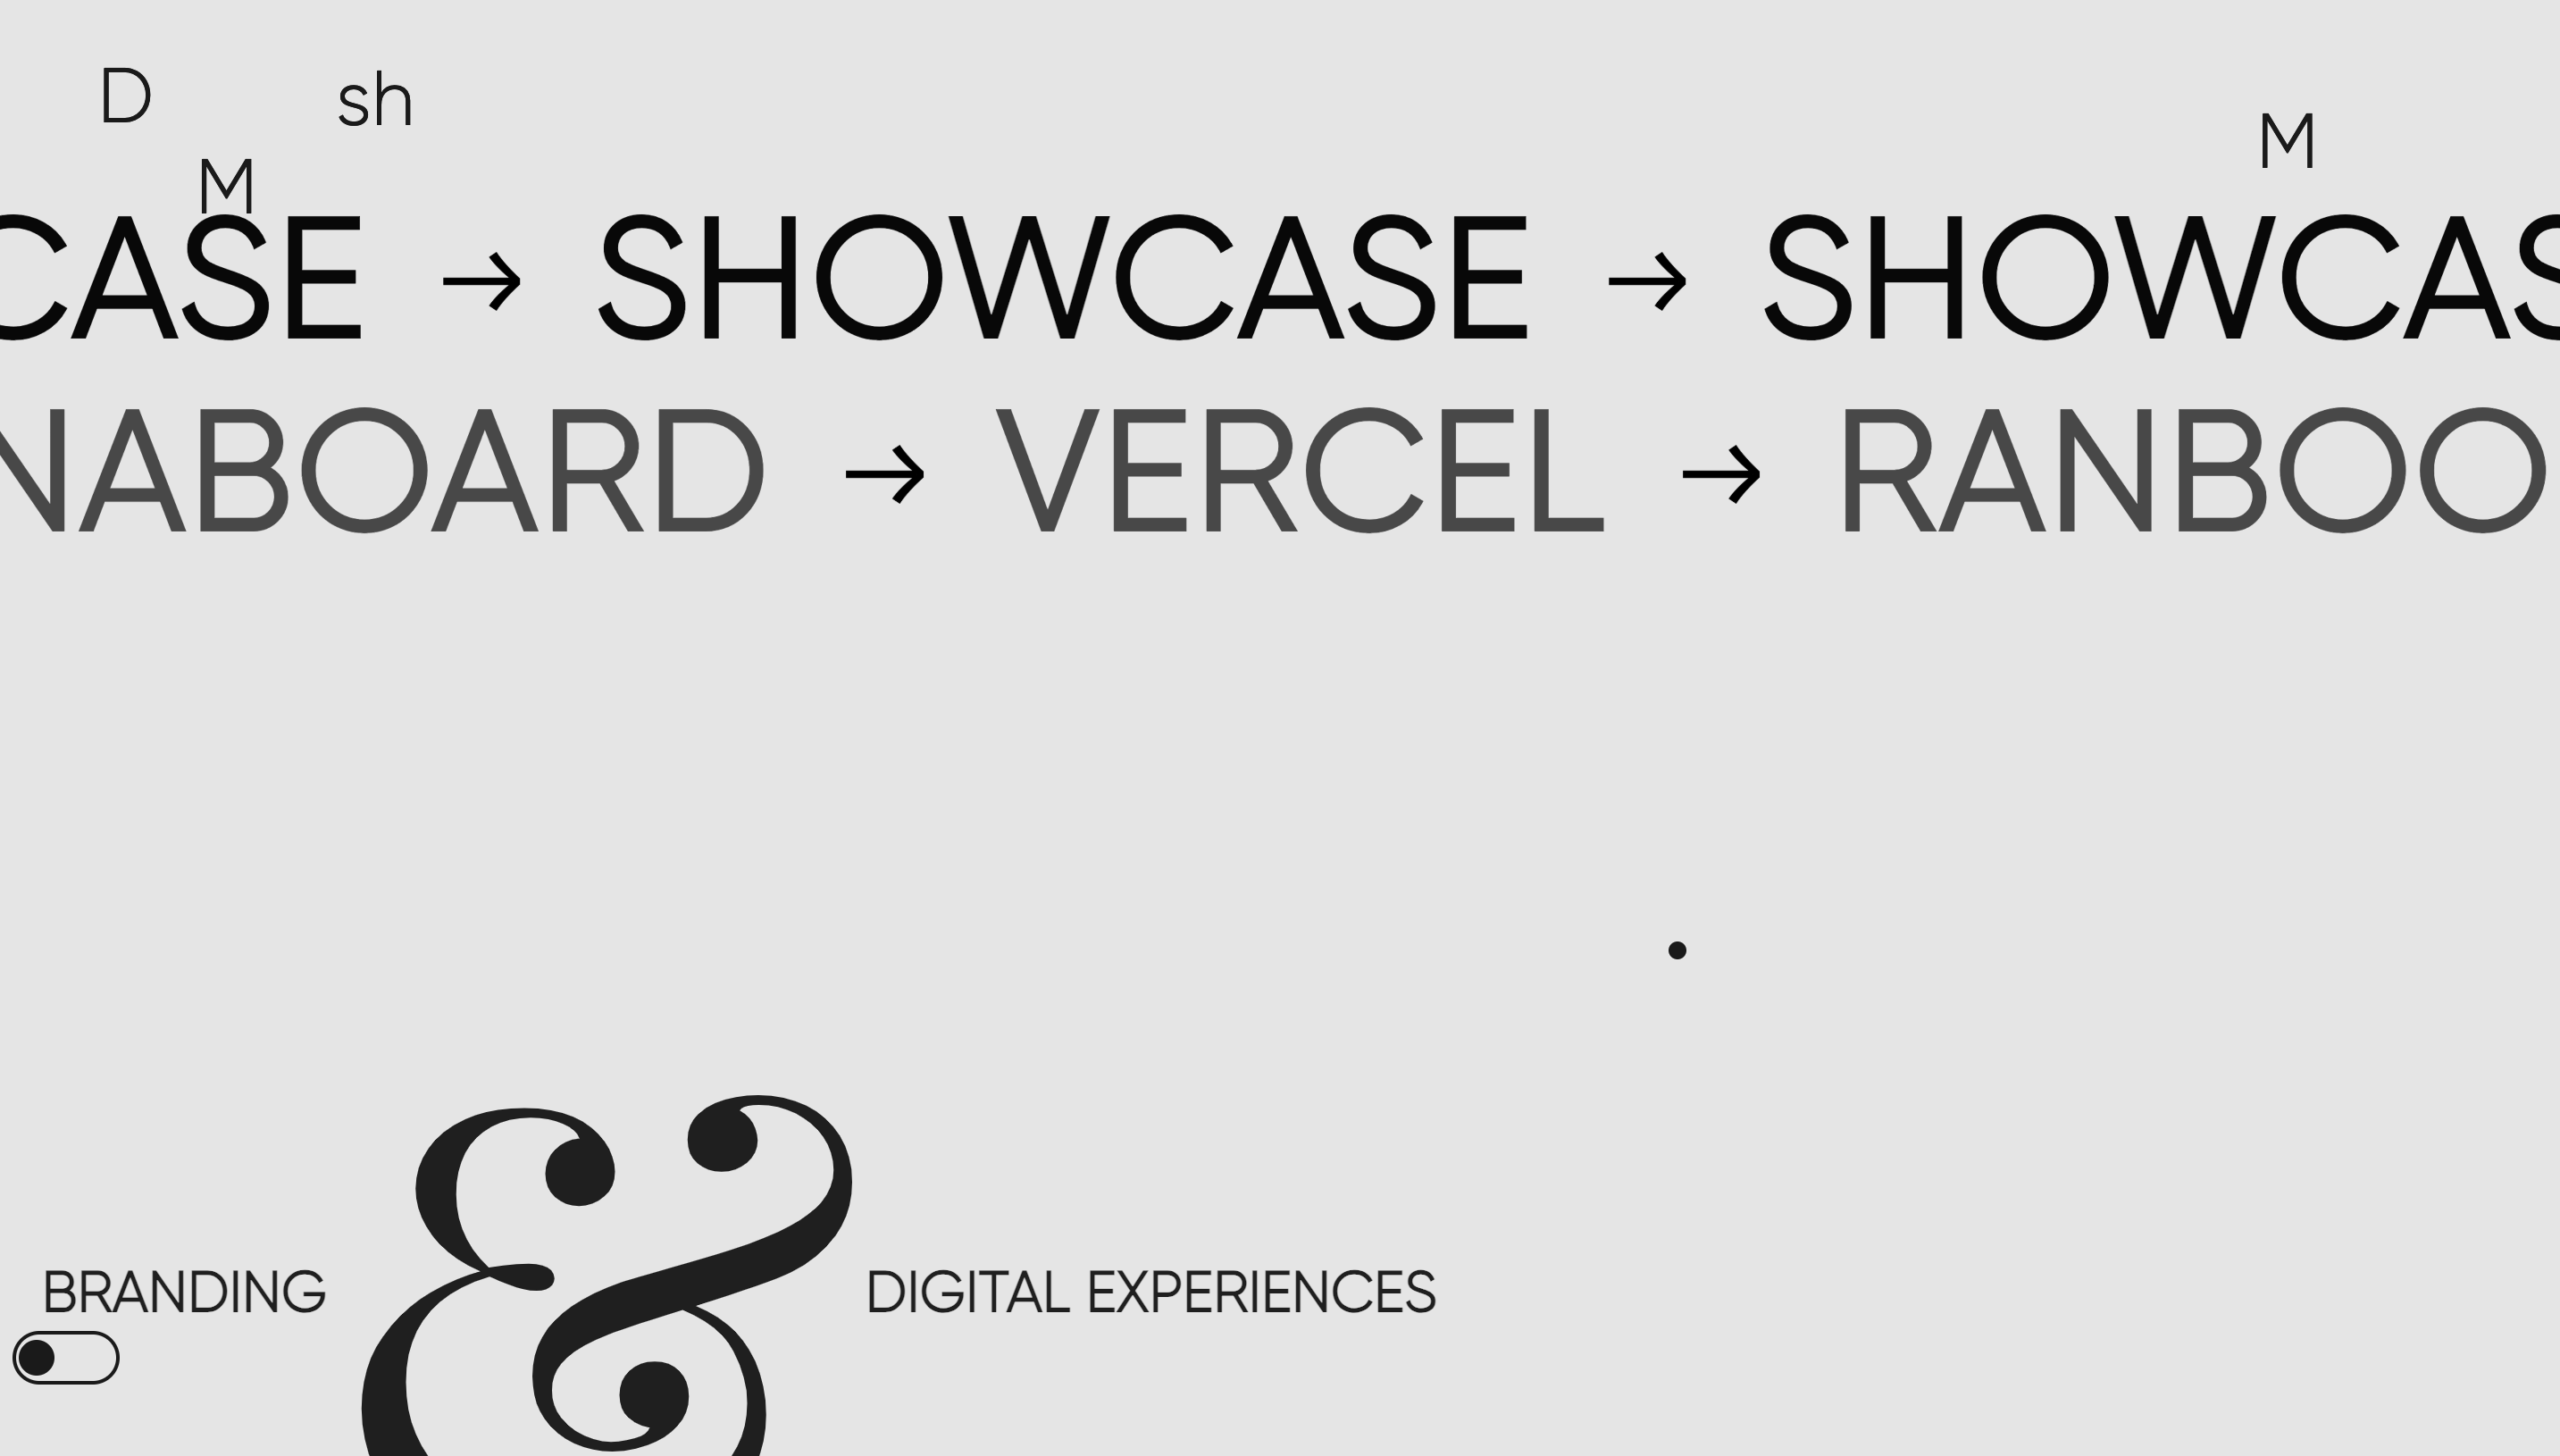 D sh
M M
CASE → SHOWCASE → SHOWCAS
NABOARD → VERCEL → RANBOO
BRANDING & DIGITAL EXPERIENCES